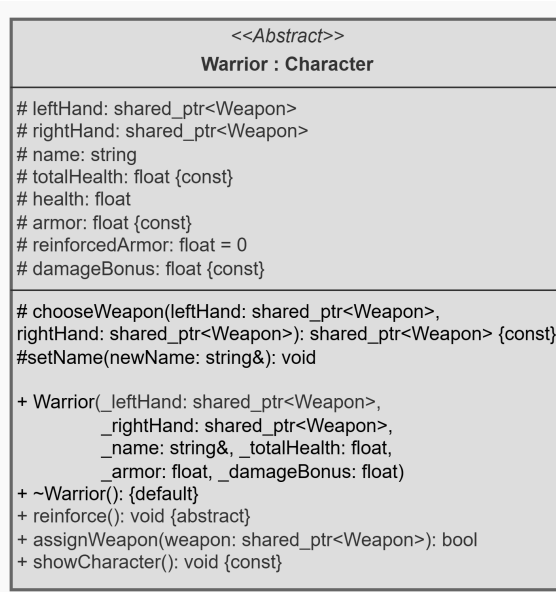 <<Abstract>>
Warrior : Character
# leftHand: shared_ptr<Weapon>
# rightHand: shared_ptr<Weapon>
# name: string
# totalHealth: float {const}
# health: float
# armor: float {const}
# reinforcedArmor: float = 0
# damageBonus: float {const}
# chooseWeapon(leftHand: shared_ptr<Weapon>,
rightHand: shared_ptr<Weapon>): shared_ptr<Weapon> {const}
#setName(newName: string&): void
+ Warrior(_leftHand: shared_ptr<Weapon>,
_rightHand: shared_ptr<Weapon>,
_name: string&, _totalHealth: float,
_armor: float, _damageBonus: float)
+ ~Warrior(): {default}
+ reinforce(): void {abstract}
+ assignWeapon(weapon: shared_ptr<Weapon>): bool
+ showCharacter(): void {const}